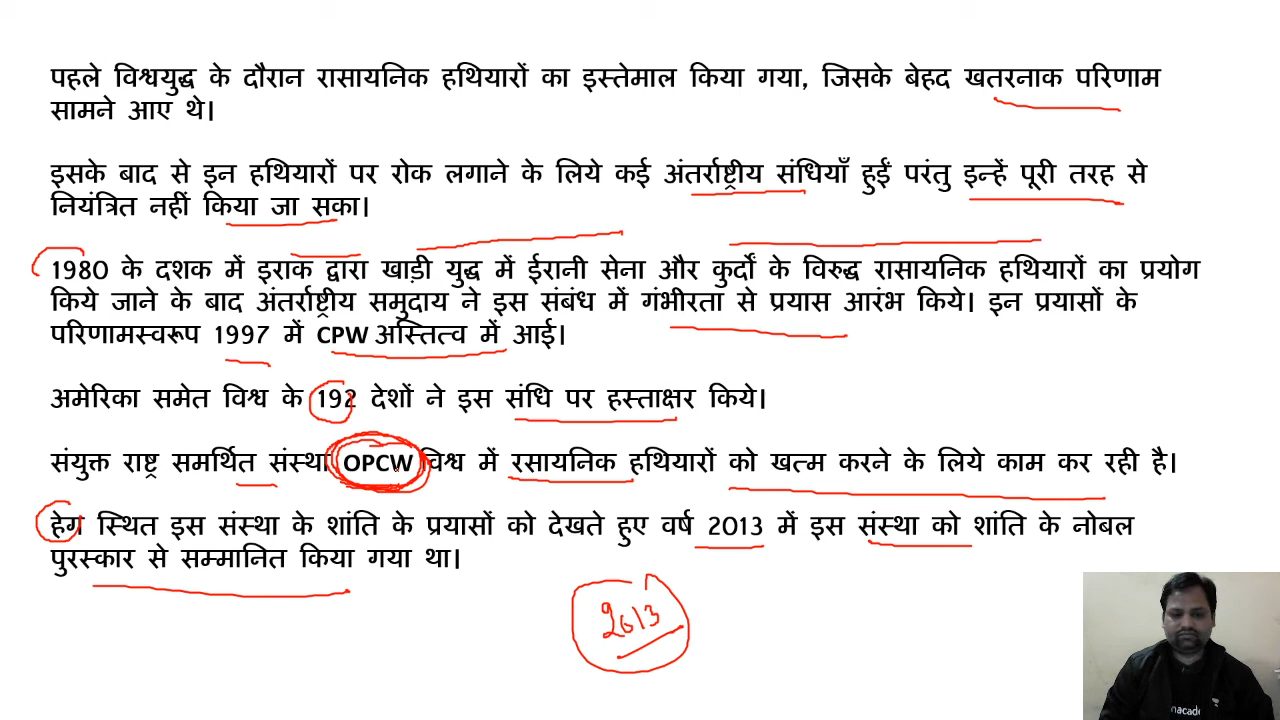 पहले विश्वयुद्ध के दौरान रासायनिक हथियारों का इस्तेमाल किया गया, जिसके बेहद खतरनाक परिणाम
सामने आए थे।
इसके बाद से इन हथियारों पर रोक लगाने के लिये कई अंतर्राष्ट्रीय संधियाँ हुईं परंतु इन्हें पूरी तरह से
नियंत्रित नहीं किया जा सका।
1980 के दशक में इराक द्वारा खाड़ी युद्ध में ईरानी सेना और कुर्दों के विरुद्ध रासायनिक हथियारों का प्रयोग
किये जाने के बाद अंतर्राष्ट्रीय समुदाय ने इस संबंध में गंभीरता से प्रयास आरंभ किये। इन प्रयासों के
परिणामस्वरूप 1997 में CPW अस्तित्व में आई।
अमेरिका समेत विश्व के 192 देशों ने इस संधि पर हस्ताक्षर किये।
संयुक्त राष्ट्र समर्थित संस्था OPCW विश्व में रसायनिक हथियारों को खत्म करने के लिये काम कर रही है।
हेग स्थित इस संस्था के शांति के प्रयासों को देखते हुए वर्ष 2013 में इस संस्था को शांति के नोबल
पुरस्कार से सम्मानित किया गया था।
2013
nacade